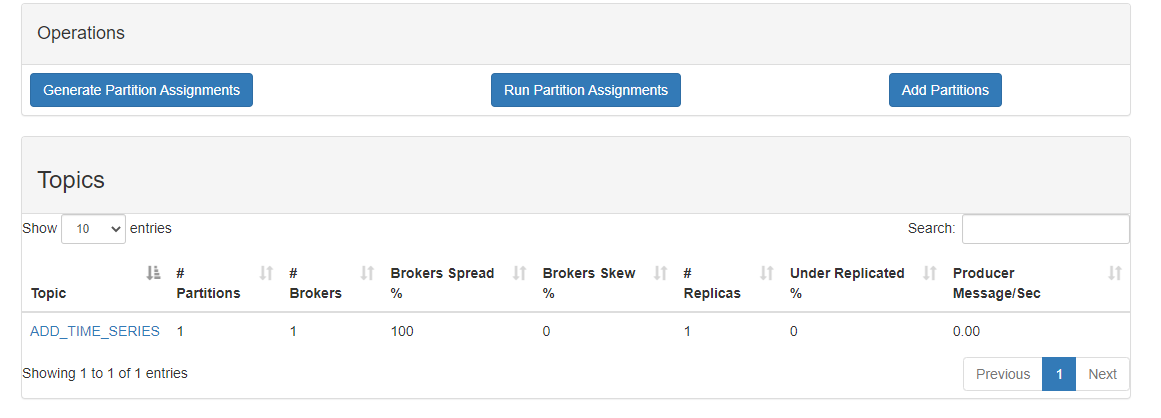 Operations
Generate Partition Assignments Run Partition Assignments Add Partitions
Topics
Show 10 entries Search:
Topic # Partitions # Brokers Brokers Spread % Brokers Skew % # Replicas Under Replicated % Producer Message/Sec
ADD_TIME_SERIES 1 1 100 0 1 0 0.00
Showing 1 to 1 of 1 entries Previous 1 Next